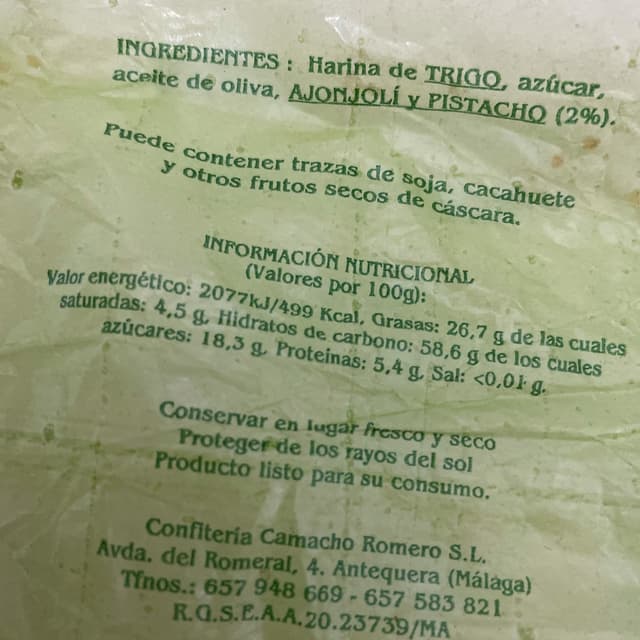 INGREDIENTES : Harina de TRIGO, azúcar,
aceite de oliva, AJONJOLÍ y PISTACHO (2%).
Puede contener trazas de soja, cacahuete
y otros frutos secos de cáscara.
INFORMACIÓN NUTRICIONAL
(Valores por 100g):
Valor energético: 2077kJ/499 Kcal, Grasas: 26,7 g de las cuales
saturadas: 4,5 g, Hidratos de carbono: 58,6 g de los cuales
azúcares: 18,3 g, Proteínas: 5,4 g, Sal: <0,01 g.
Conservar en lugar fresco y seco
Proteger de los rayos del sol
Producto listo para su consumo.
Confitería Camacho Romero S.L.
Avda. del Romeral, 4. Antequera (Málaga)
Tfnos.: 657 948 669 - 657 583 821
R.G.S.E.A.A.20.23739/MA